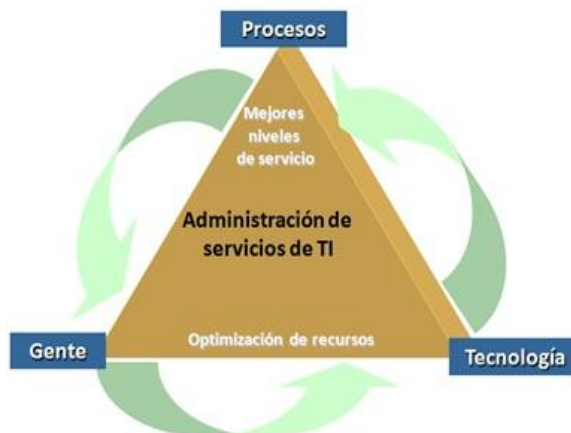 Procesos
Mejores
niveles
de servicio
Administración de
servicios de TI
Optimización de recursos
Gente
Tecnología